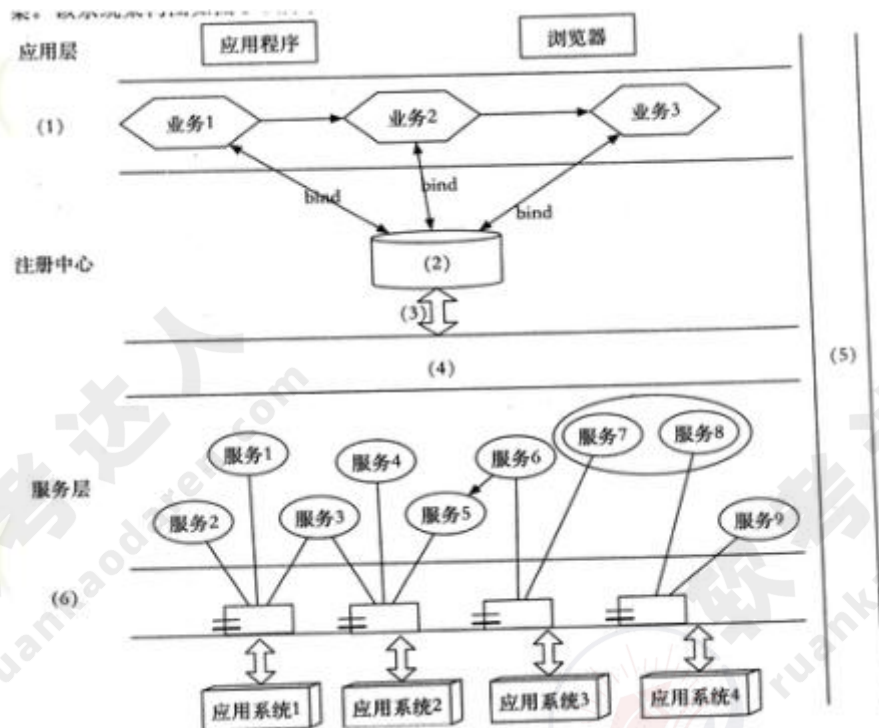 应用层
应用程序
浏览器
(1)
业务1
业务2
业务3
bind
bind
bind
注册中心
(2)
(3)
(4)
(5)
服务层
服务1
服务2
服务3
服务4
服务5
服务6
服务7
服务8
服务9
(6)
应用系统1
应用系统2
应用系统3
应用系统4